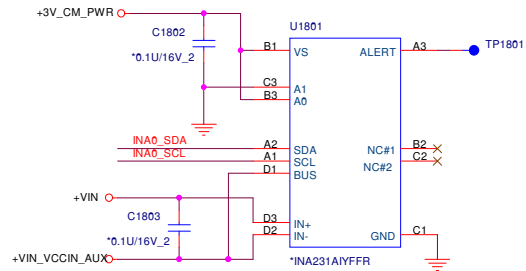 +3V_CM_PWR
C1802
*0.1U/16V_2
U1801
B1
VS
ALERT
A3
TP1801
C3
A1
B3
A0
INA0_SDA
A2
SDA
NC#1
B2
INA0_SCL
A1
SCL
NC#2
C2
D1
BUS
+VIN
C1803
*0.1U/16V_2
D3
IN+
D2
IN-
GND
C1
+VIN_VCCIN_AUX
*INA231AIYFFR